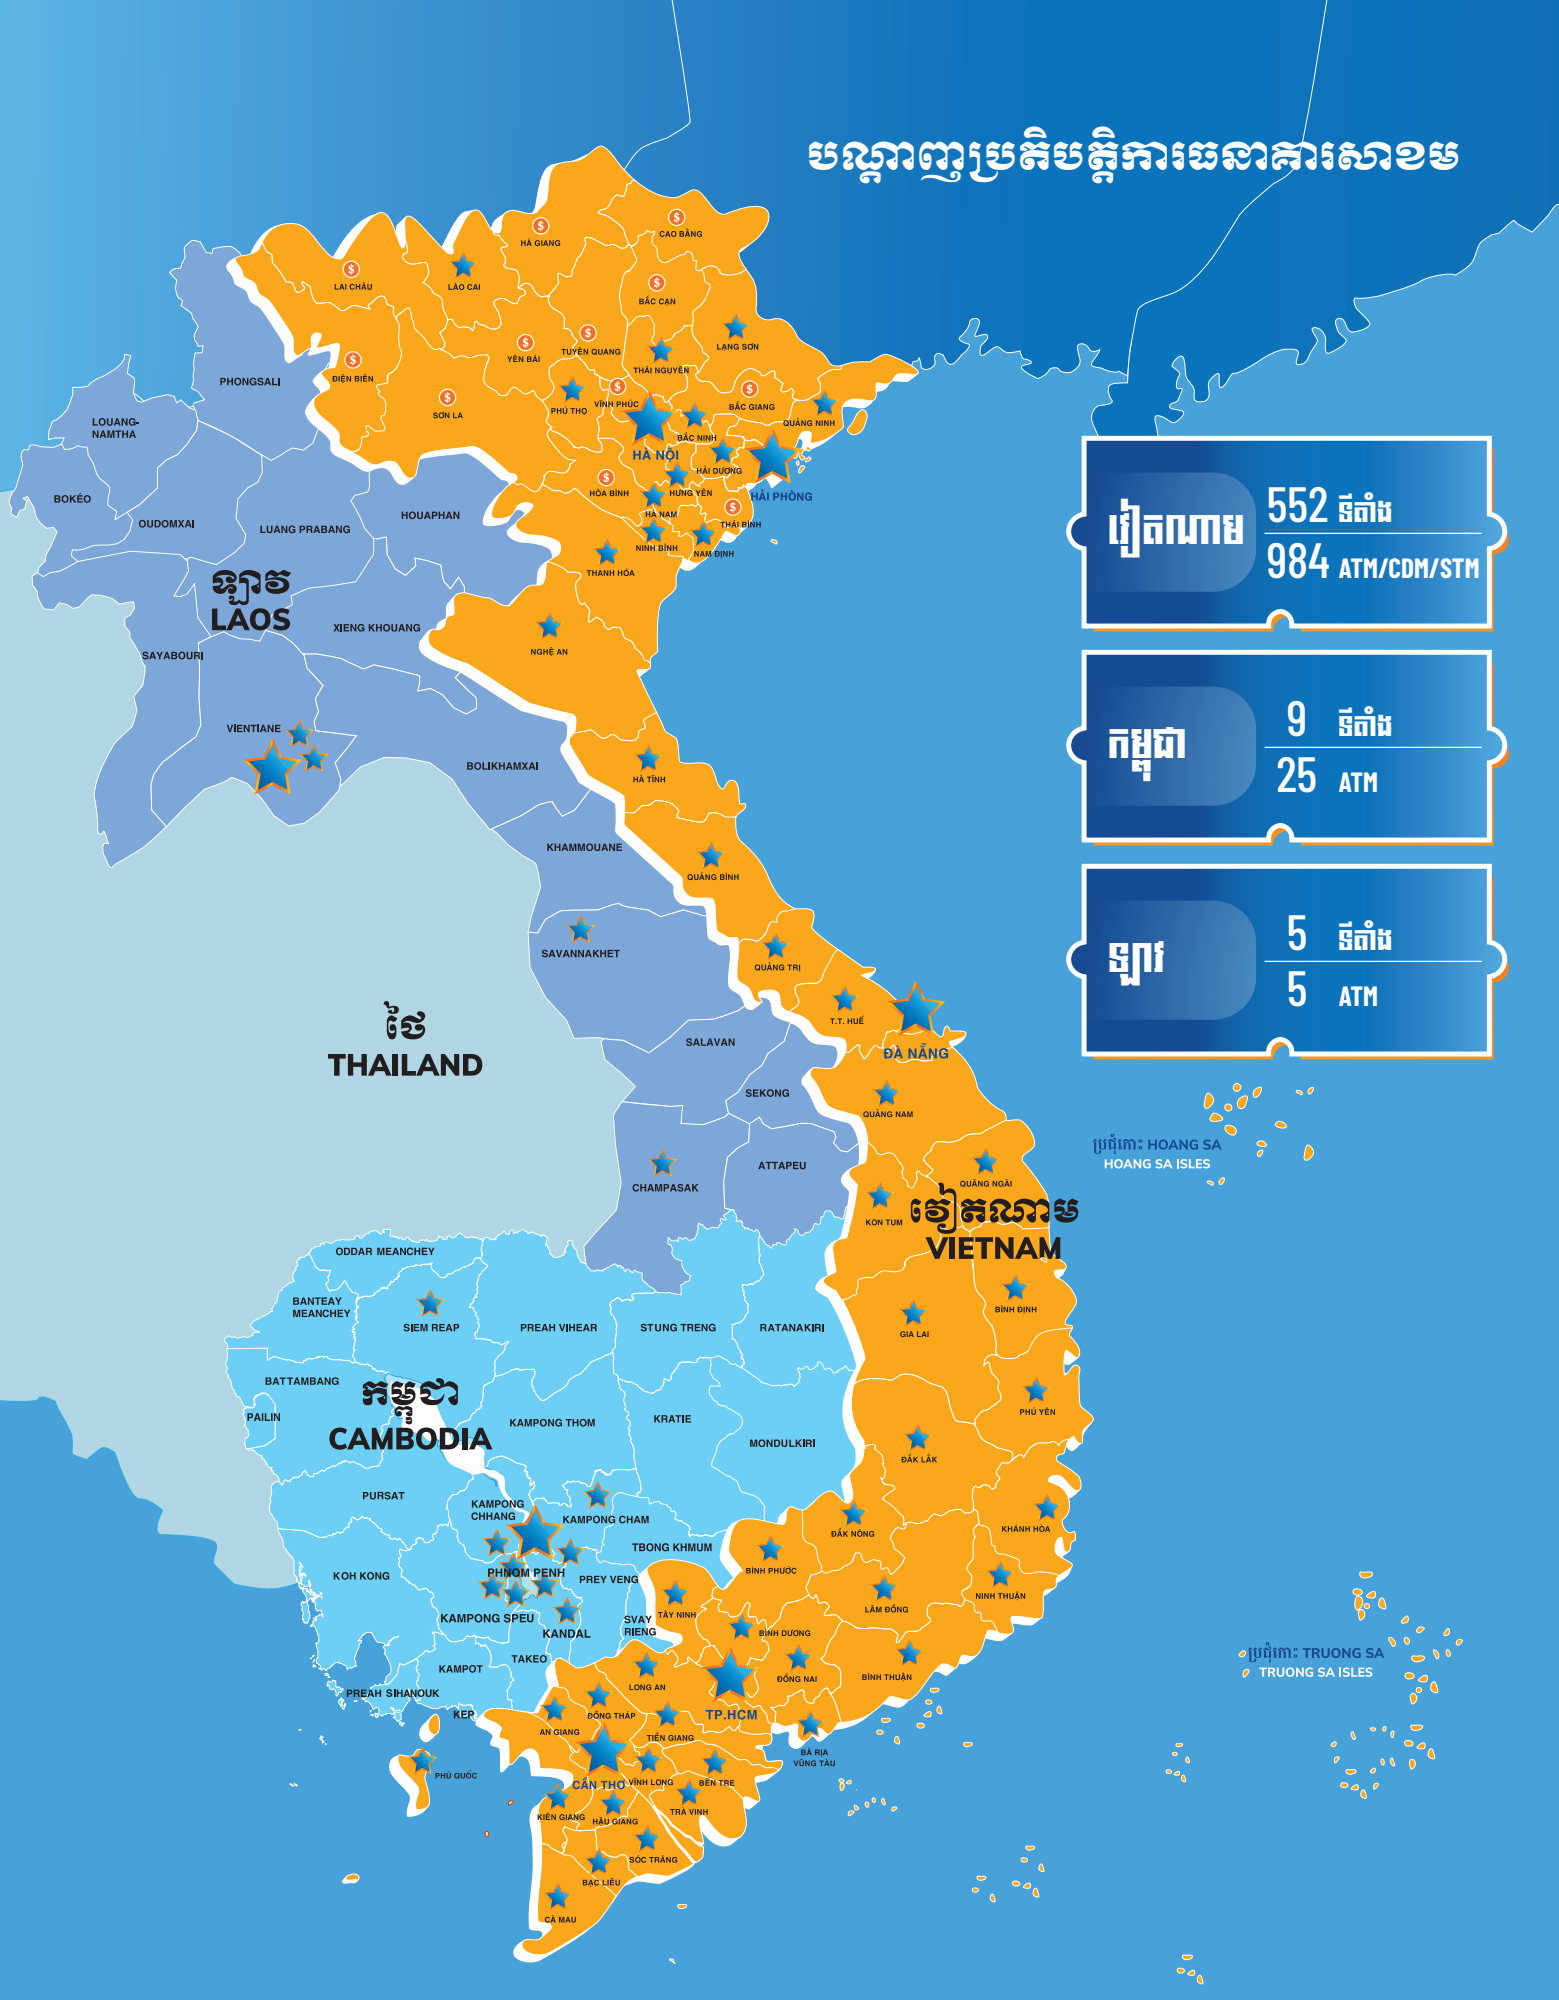 បណ្តាញប្រតិបត្តិការធនាគារសាខម
HÀ GIANG
CAO BẰNG
LAI CHÂU
LÀO CAI
BẮC CẠN
ĐIỆN BIÊN
YÊN BÁI
TUYÊN QUANG
THÁI NGUYÊN
LẠNG SƠN
SƠN LA
PHÚ THỌ
VĨNH PHÚC
BẮC GIANG
QUẢNG NINH
HÀ NỘI
BẮC NINH
HẢI DƯƠNG
HẢI PHÒNG
HÒA BÌNH
HƯNG YÊN
HÀ NAM
THÁI BÌNH
NINH BÌNH
NAM ĐỊNH
THANH HÓA
NGHỆ AN
HÀ TĨNH
QUẢNG BÌNH
QUẢNG TRỊ
T.T. HUẾ
ĐÀ NẴNG
QUẢNG NAM
QUÃNG NGÃI
KON TUM
វៀតណាម
VIETNAM
BÌNH ĐỊNH
GIA LAI
PHÚ YÊN
ĐẮK LẮK
KHÁNH HÒA
ĐẮK NÔNG
BÌNH PHƯỚC
NINH THUẬN
LÂM ĐỒNG
TÂY NINH
BÌNH DƯƠNG
ĐỒNG NAI
BÌNH THUẬN
LONG AN
TP.HCM
BÀ RỊA
VŨNG TÀU
ĐỒNG THÁP
AN GIANG
TIỀN GIANG
CẦN THƠ
VĨNH LONG
BẾN TRE
TRÀ VINH
KIÊN GIANG
HẬU GIANG
SÓC TRĂNG
BẠC LIÊU
CÀ MAU
PHÚ QUỐC
PHONGSALI
LOUANG-
NAMTHA
BOKÉO
OUDOMXAI
LUANG PRABANG
HOUAPHAN
ឡាវ
LAOS
XIENG KHOUANG
SAYABOURI
VIENTIANE
BOLIKHAMXAI
KHAMMOUANE
SAVANNAKHET
SALAVAN
SEKONG
CHAMPASAK
ATTAPEU
ថៃ
THAILAND
ODDAR MEANCHEY
BANTEAY
MEANCHEY
SIEM REAP
PREAH VIHEAR
STUNG TRENG
RATANAKIRI
BATTAMBANG
PAILIN
កម្ពុជា
CAMBODIA
KAMPONG THOM
KRATIE
MONDULKIRI
PURSAT
KAMPONG
CHHANG
KAMPONG CHAM
TBONG KHMUM
KOH KONG
PHNOM PENH
PREY VENG
KAMPONG SPEU
KANDAL
SVAY
RIENG
TAKEO
KAMPOT
PREAH SIHANOUK
KEP
វៀតណាម
552 ទីតាំង
984 ATM/CDM/STM
កម្ពុជា
9 ទីតាំង
25 ATM
ឡាវ
5 ទីតាំង
5 ATM
ប្រជុំកោះ HOANG SA
HOANG SA ISLES
ប្រជុំកោះ TRUONG SA
TRUONG SA ISLES